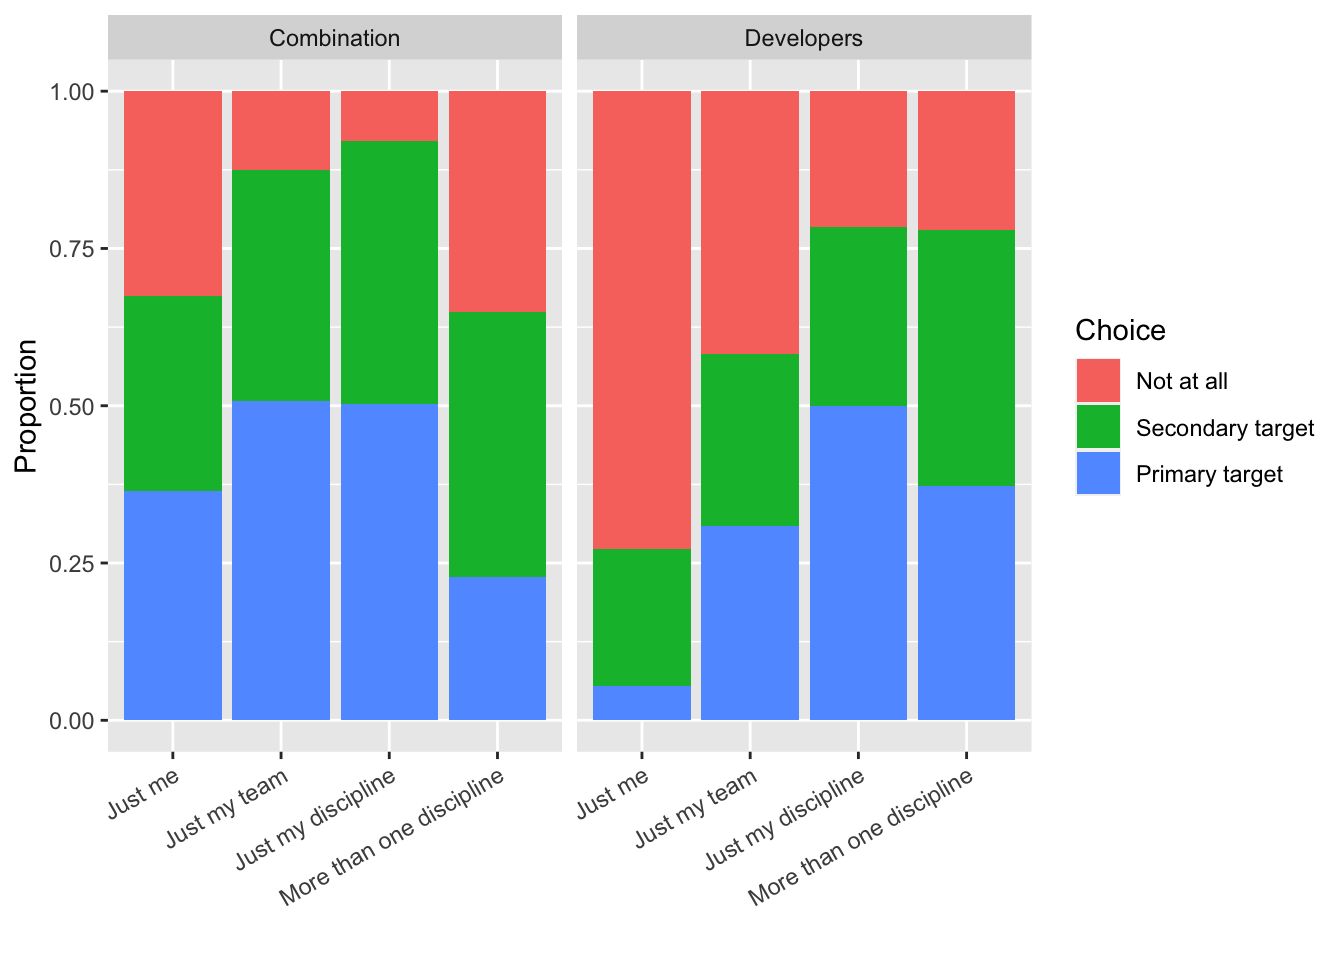 Combination
Developers
1.00
0.75
0.50
0.25
0.00
Proportion
Just me
Just my team
Just my discipline
More than one discipline
Just me
Just my team
Just my discipline
More than one discipline
Choice
Not at all
Secondary target
Primary target